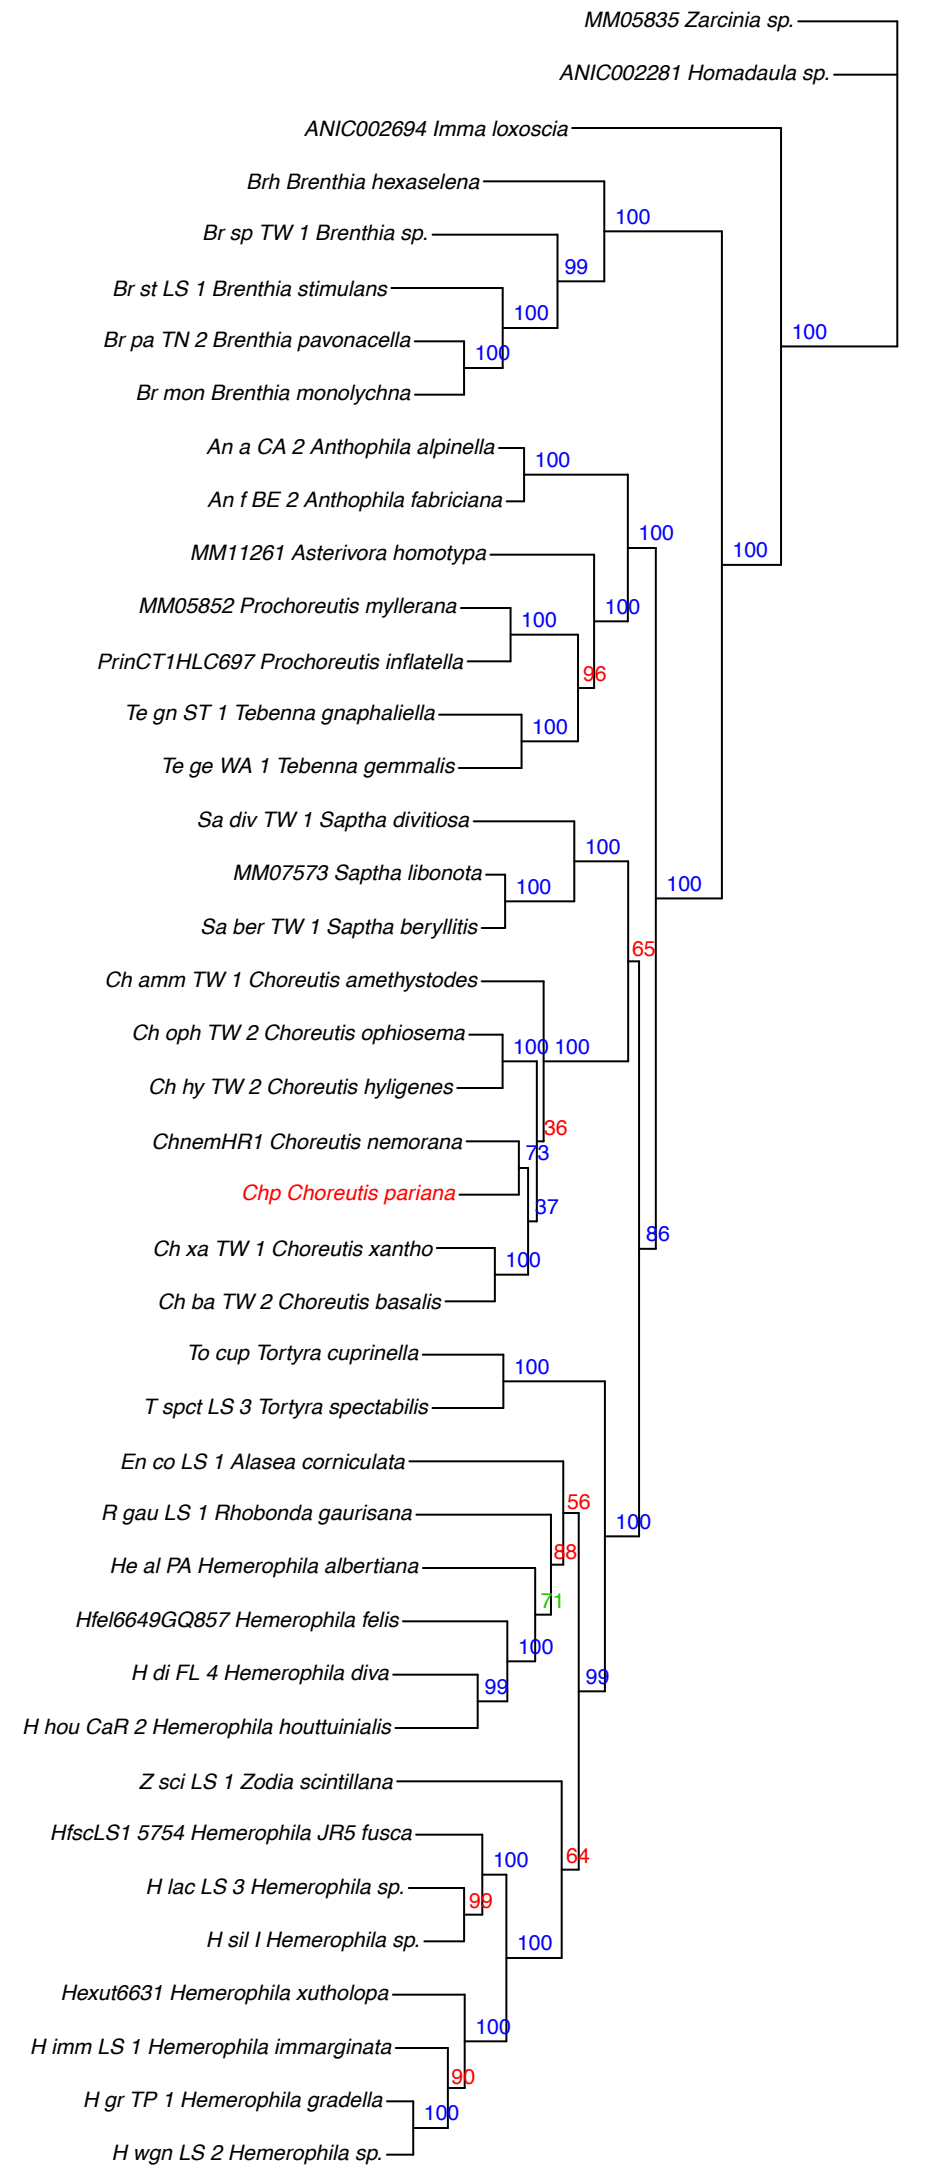 MM05835 Zarcinia sp.
ANIC002281 Homadaula sp.
ANIC002694 Imma loxoscia
Brh Brenthia hexaselena
100
Br sp TW 1 Brenthia sp.
99
Br st LS 1 Brenthia stimulans
100
100
Br pa TN 2 Brenthia pavonacella
100
Br mon Brenthia monolychna
An a CA 2 Anthophila alpinella
100
An f BE 2 Anthophila fabriciana
100
100
MM11261 Asterivora homotypa
MM05852 Prochoreutis myllerana
100
100
PrinCT1HLC697 Prochoreutis inflatella
96
Te gn ST 1 Tebenna gnaphaliella
100
Te ge WA 1 Tebenna gemmalis
Sa div TW 1 Saptha divitiosa
100
MM07573 Saptha libonota
100
100
Sa ber TW 1 Saptha beryllitis
65
Ch amm TW 1 Choreutis amethystodes
Ch oph TW 2 Choreutis ophiosema
100 100
Ch hy TW 2 Choreutis hyligenes
36
ChnemHR1 Choreutis nemorana
73
Chp Choreutis pariana
37
86
Ch xa TW 1 Choreutis xantho
100
Ch ba TW 2 Choreutis basalis
To cup Tortyra cuprinella
100
T spct LS 3 Tortyra spectabilis
En co LS 1 Alasea corniculata
56
R gau LS 1 Rhobonda gaurisana
100
88
He al PA Hemerophila albertiana
71
Hfel6649GQ857 Hemerophila felis
100
H di FL 4 Hemerophila diva
99
99
H hou CaR 2 Hemerophila houttuinialis
Z sci LS 1 Zodia scintillana
HfscLS1 5754 Hemerophila JR5 fusca
100
64
H lac LS 3 Hemerophila sp.
99
H sil I Hemerophila sp.
100
Hexut6631 Hemerophila xutholopa
100
H imm LS 1 Hemerophila immarginata
90
H gr TP 1 Hemerophila gradella
100
H wgn LS 2 Hemerophila sp.